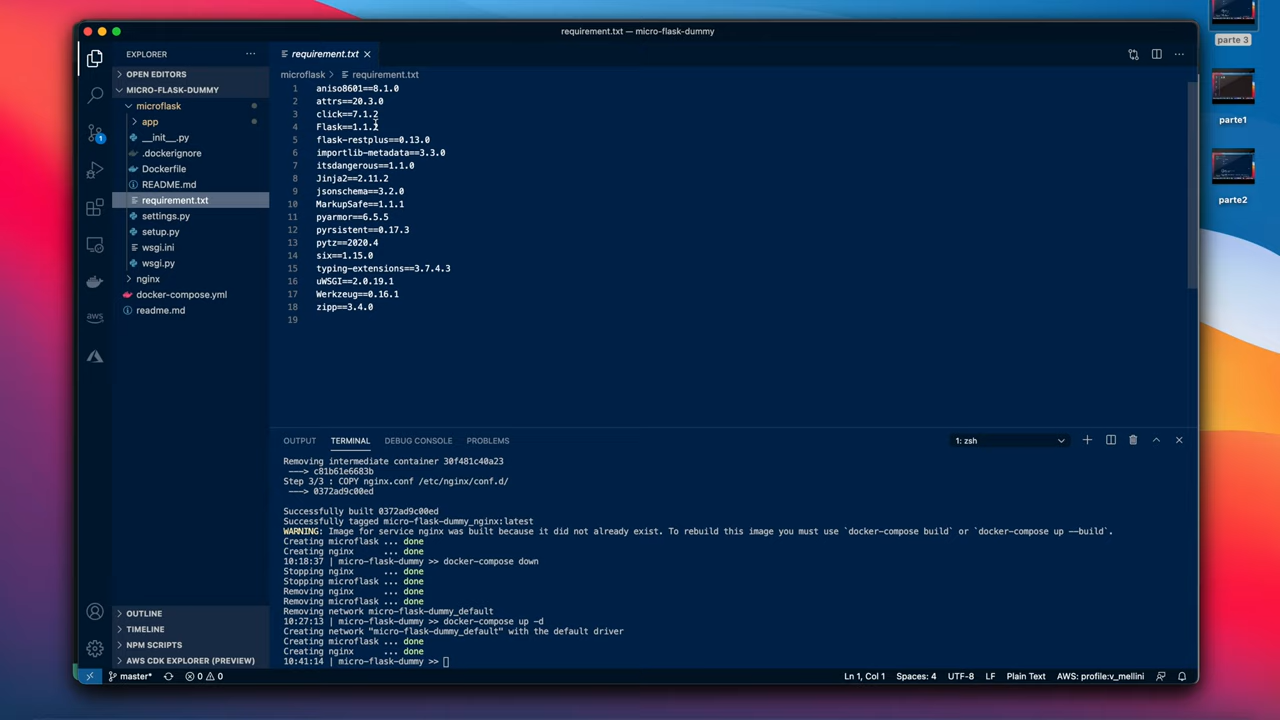 requirement.txt — micro-flask-dummy
parte 3
parte1
parte2
EXPLORER
OPEN EDITORS
MICRO-FLASK-DUMMY
microflask
app
__init__.py
.dockerignore
Dockerfile
README.md
requirement.txt
settings.py
setup.py
wsgi.ini
wsgi.py
nginx
docker-compose.yml
readme.md
OUTLINE
TIMELINE
NPM SCRIPTS
AWS CDK EXPLORER (PREVIEW)
1
aws
requirement.txt
microflask > requirement.txt
1 aniso8601==8.1.0
2 attrs==20.3.0
3 click==7.1.2
4 Flask==1.1.2
5 flask-restplus==0.13.0
6 importlib-metadata==3.3.0
7 itsdangerous==1.1.0
8 Jinja2==2.11.2
9 jsonschema==3.2.0
10 MarkupSafe==1.1.1
11 pyarmor==6.5.5
12 pyrsistent==0.17.3
13 pytz==2020.4
14 six==1.15.0
15 typing-extensions==3.7.4.3
16 uWSGI==2.0.19.1
17 Werkzeug==0.16.1
18 zipp==3.4.0
19
OUTPUT TERMINAL DEBUG CONSOLE PROBLEMS 1: zsh
Removing intermediate container 30f481c40a23
---> c81b61e6683b
Step 3/3 : COPY nginx.conf /etc/nginx/conf.d/
---> 0372ad9c00ed
Successfully built 0372ad9c00ed
Successfully tagged micro-flask-dummy_nginx:latest
WARNING: Image for service nginx was built because it did not already exist. To rebuild this image you must use `docker-compose build` or `docker-compose up --build`.
Creating microflask ... done
Creating nginx ... done
10:18:37 | micro-flask-dummy >> docker-compose down
Stopping nginx ... done
Stopping microflask ... done
Removing nginx ... done
Removing microflask ... done
Removing network micro-flask-dummy_default
10:27:13 | micro-flask-dummy >> docker-compose up -d
Creating network "micro-flask-dummy_default" with the default driver
Creating microflask ... done
Creating nginx ... done
10:41:14 | micro-flask-dummy >>
master* 0 0 Ln 1, Col 1 Spaces: 4 UTF-8 LF Plain Text AWS: profile:v_mellini